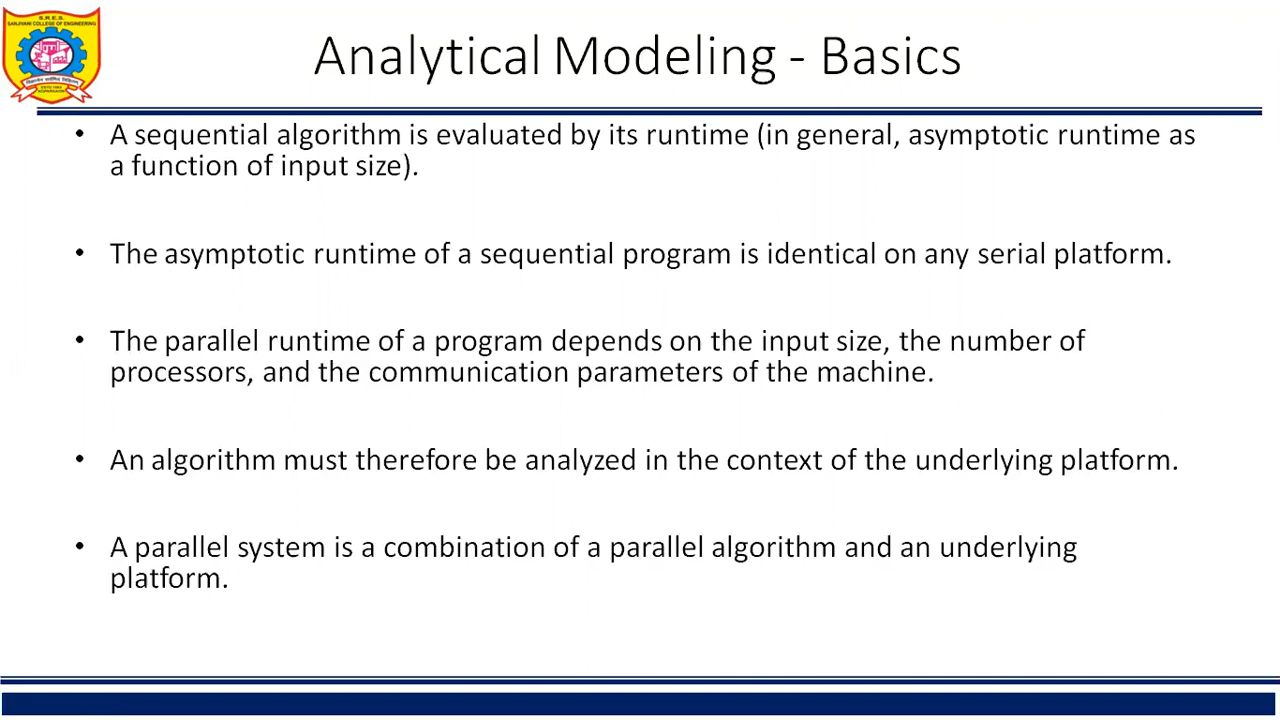 S.R.E.S.
SANJIVANI COLLEGE OF ENGINEERING
Analytical Modeling - Basics
• A sequential algorithm is evaluated by its runtime (in general, asymptotic runtime as
a function of input size).
• The asymptotic runtime of a sequential program is identical on any serial platform.
• The parallel runtime of a program depends on the input size, the number of
processors, and the communication parameters of the machine.
• An algorithm must therefore be analyzed in the context of the underlying platform.
• A parallel system is a combination of a parallel algorithm and an underlying
platform.